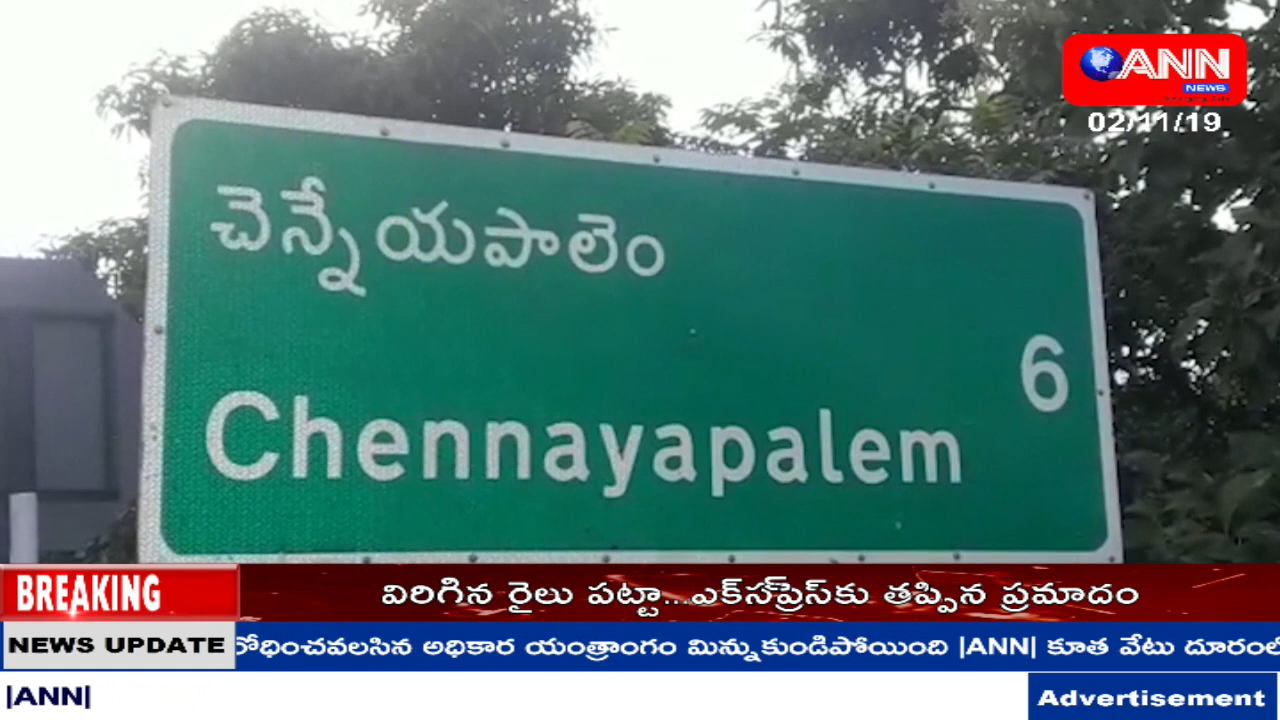 ANN
NEWS
02/11/19
చెన్నేయపాలెం
6
Chennayapalem
BREAKING
విరిగిన రైలు పట్టా...ఎక్‌స్‌ప్రెస్‌కు తప్పిన ప్రమాదం
NEWS UPDATE
అధికార యంత్రాంగం మిన్నుకుండిపోయింది |ANN| కూత వేటు
|ANN|
Advertisement